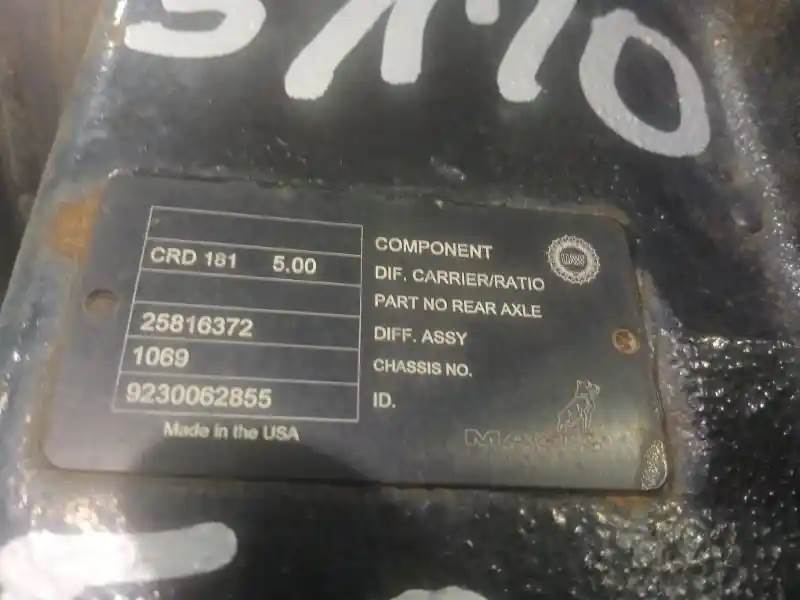 COMPONENT
CRD 181 5.00 DIF. CARRIER/RATIO
PART NO REAR AXLE
25816372 DIFF. ASSY
1069 CHASSIS NO.
9230062855 ID.
Made in the USA
MACK